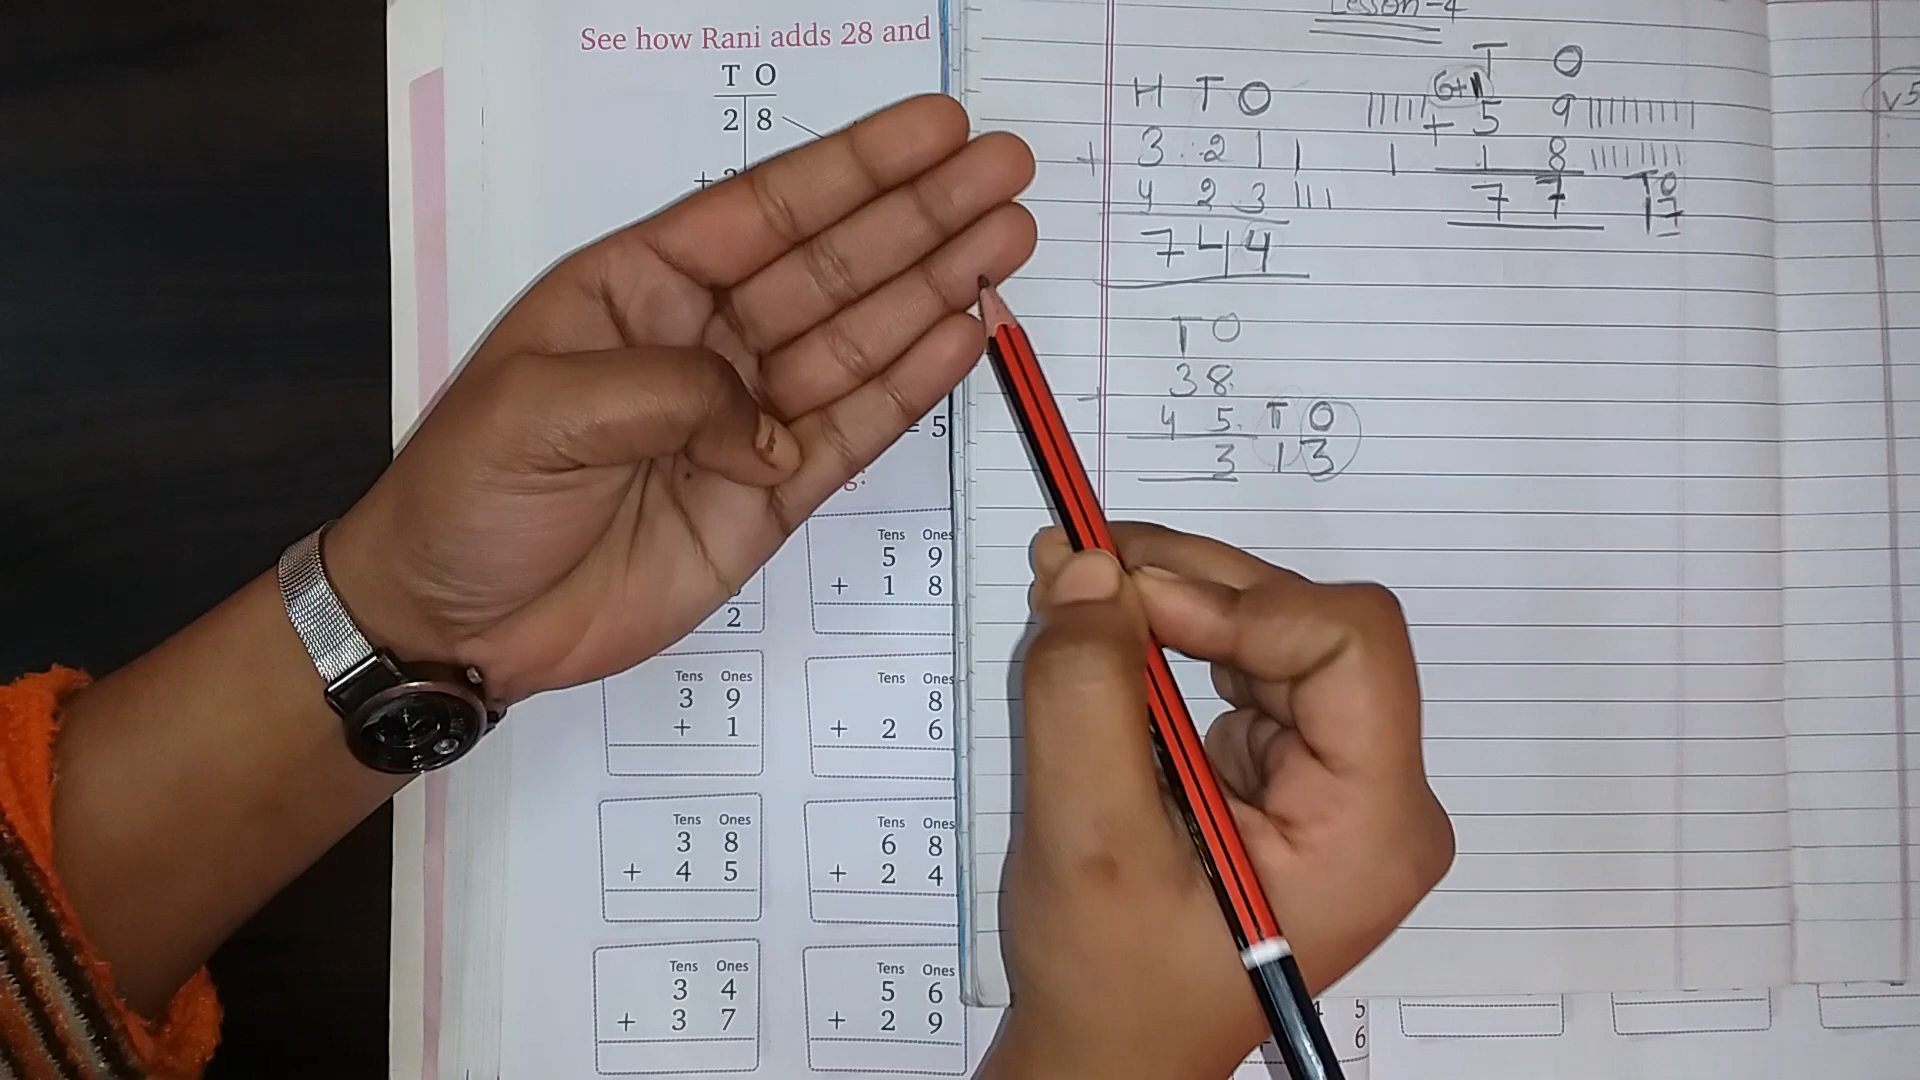 See how Rani adds 28 and
T O
2 8
+
= 5
g:
2
Tens Ones
5 9
+ 1 8
Tens Ones
3 9
+ 1
Tens Ones
8
+ 2 6
Tens Ones
3 8
+ 4 5
Tens Ones
6 8
+ 2 4
Tens Ones
3 4
+ 3 7
Tens Ones
5 6
+ 2 9
Lesson-4
H T O
+ 3 2 1
4 2 3
7 4 4
T O
6+1
+ 5 9
1 8
7 7
T O
1 7
T O
+ 3 8
4 5
3
T O
1 3
5
6